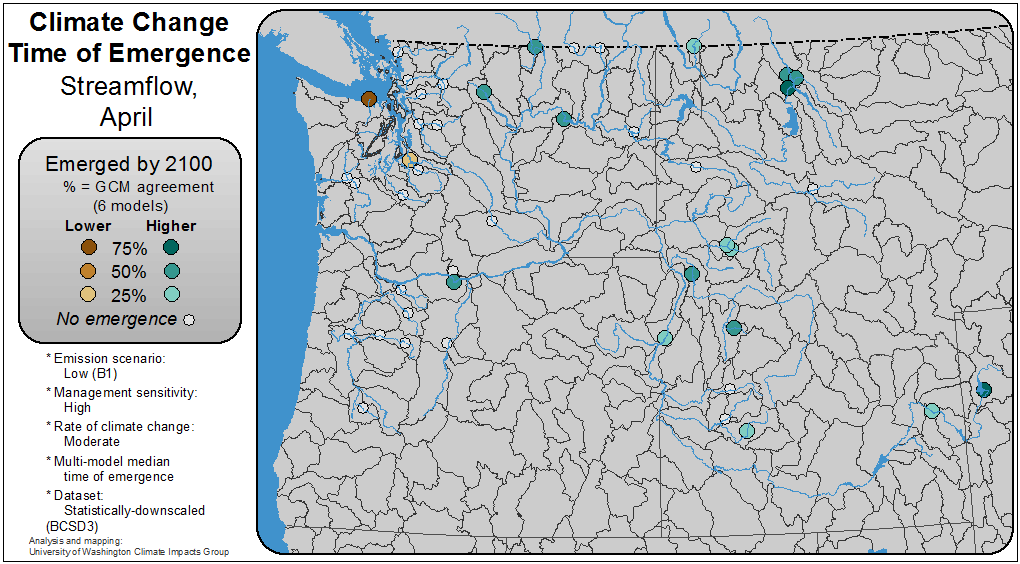 Climate Change
Time of Emergence
Streamflow,
April
Emerged by 2100
% = GCM agreement
(6 models)
Lower Higher
75%
50%
25%
No emergence
* Emission scenario:
Low (B1)
* Management sensitivity:
High
* Rate of climate change:
Moderate
* Multi-model median
time of emergence
* Dataset:
Statistically-downscaled
(BCSD3)
Analysis and mapping:
University of Washington Climate Impacts Group